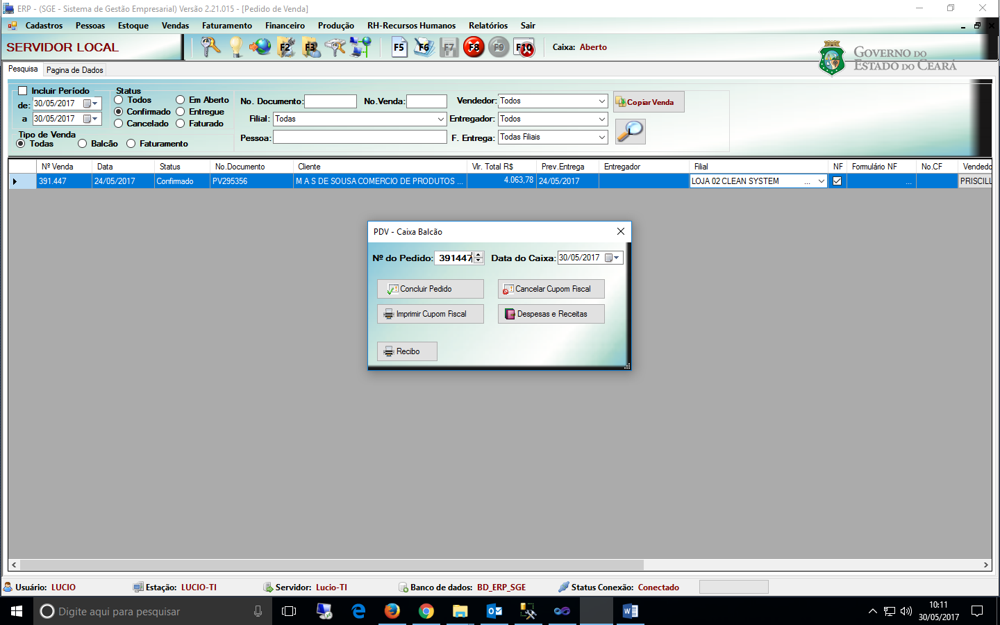 ERP - (SGE - Sistema de Gestão Empresarial) Versão 2.21.015 - [Pedido de Venda]
Cadastros Pessoas Estoque Vendas Faturamento Financeiro Produção RH-Recursos Humanos Relatórios Sair
SERVIDOR LOCAL F2 F3 F5 F6 F7 F8 F9 F10 Caixa: Aberto
GOVERNO DO
ESTADO DO CEARÁ
Pesquisa Pagina de Dados
Incluir Período Status
de: 30/05/2017 Todos Em Aberto No. Documento: No.Venda: Vendedor: Todos Copiar Venda
Confirmado Entregue
a 30/05/2017 Cancelado Faturado Filial: Todas Entregador: Todos
Tipo de Venda
Todas Balcão Faturamento Pessoa: F. Entrega: Todas Filiais
Nº Venda Data Status No.Documento Cliente Vlr. Total R$ Prev.Entrega Entregador Filial NF Formulário NF No.CF Vendedo
391.447 24/05/2017 Confirmado PV295356 M A S DE SOUSA COMERCIO DE PRODUTOS ... 4.063,78 24/05/2017 LOJA 02 CLEAN SYSTEM ... ... PRISCILL
PDV - Caixa Balcão
Nº do Pedido: 391447 Data do Caixa: 30/05/2017
Concluir Pedido Cancelar Cupom Fiscal
Imprimir Cupom Fiscal Despesas e Receitas
Recibo
Usuário: LUCIO Estação: LUCIO-TI Servidor: Lucio-TI Banco de dados: BD_ERP_SGE Status Conexão: Conectado
Digite aqui para pesquisar
10:11
30/05/2017